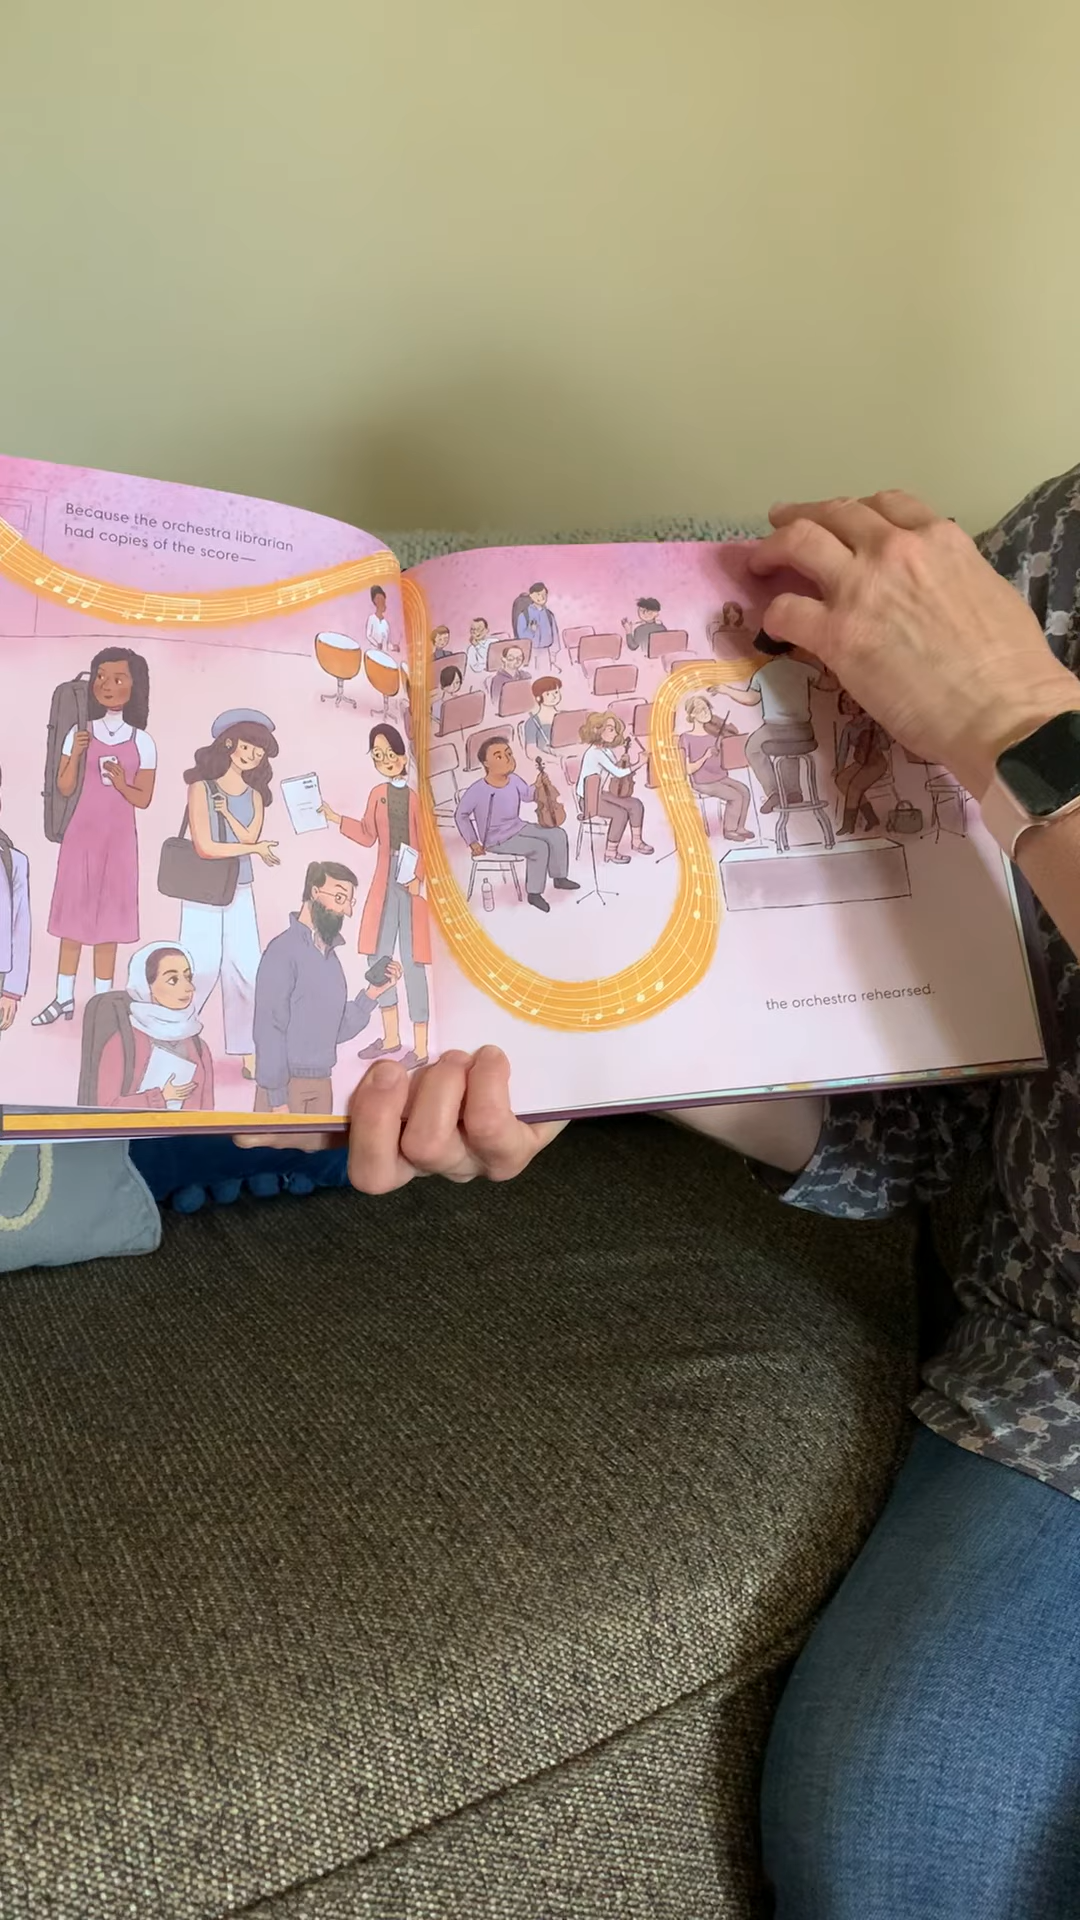 Because the orchestra librarian
had copies of the score—
the orchestra rehearsed.